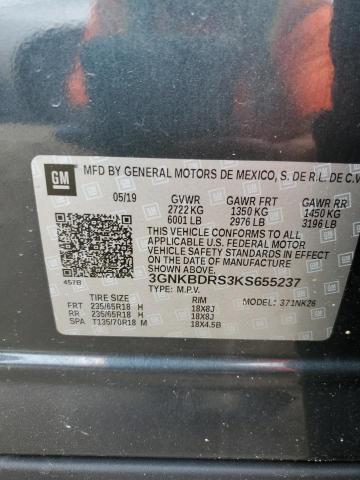 GM
MFD BY GENERAL MOTORS DE MEXICO, S. DE R.L. DE C.V
05/19 GVWR GAWR FRT GAWR RR
2722 KG 1350 KG 1450 KG
6001 LB 2976 LB 3196 LB
THIS VEHICLE CONFORMS TO ALL APPLICABLE
U.S. FEDERAL MOTOR VEHICLE SAFETY
STANDARDS IN EFFECT
ON THE DATE OF MANUFACTURE SHOWN ABOVE.
3GNKBDRS3KS655237
457B TYPE: M.P.V. MODEL: 371NK26
TIRE SIZE RIM
FRT 235/65R18 H 18X8J
RR 235/65R18 H 18X8J
SPA T135/70R18 M 18X4.5B